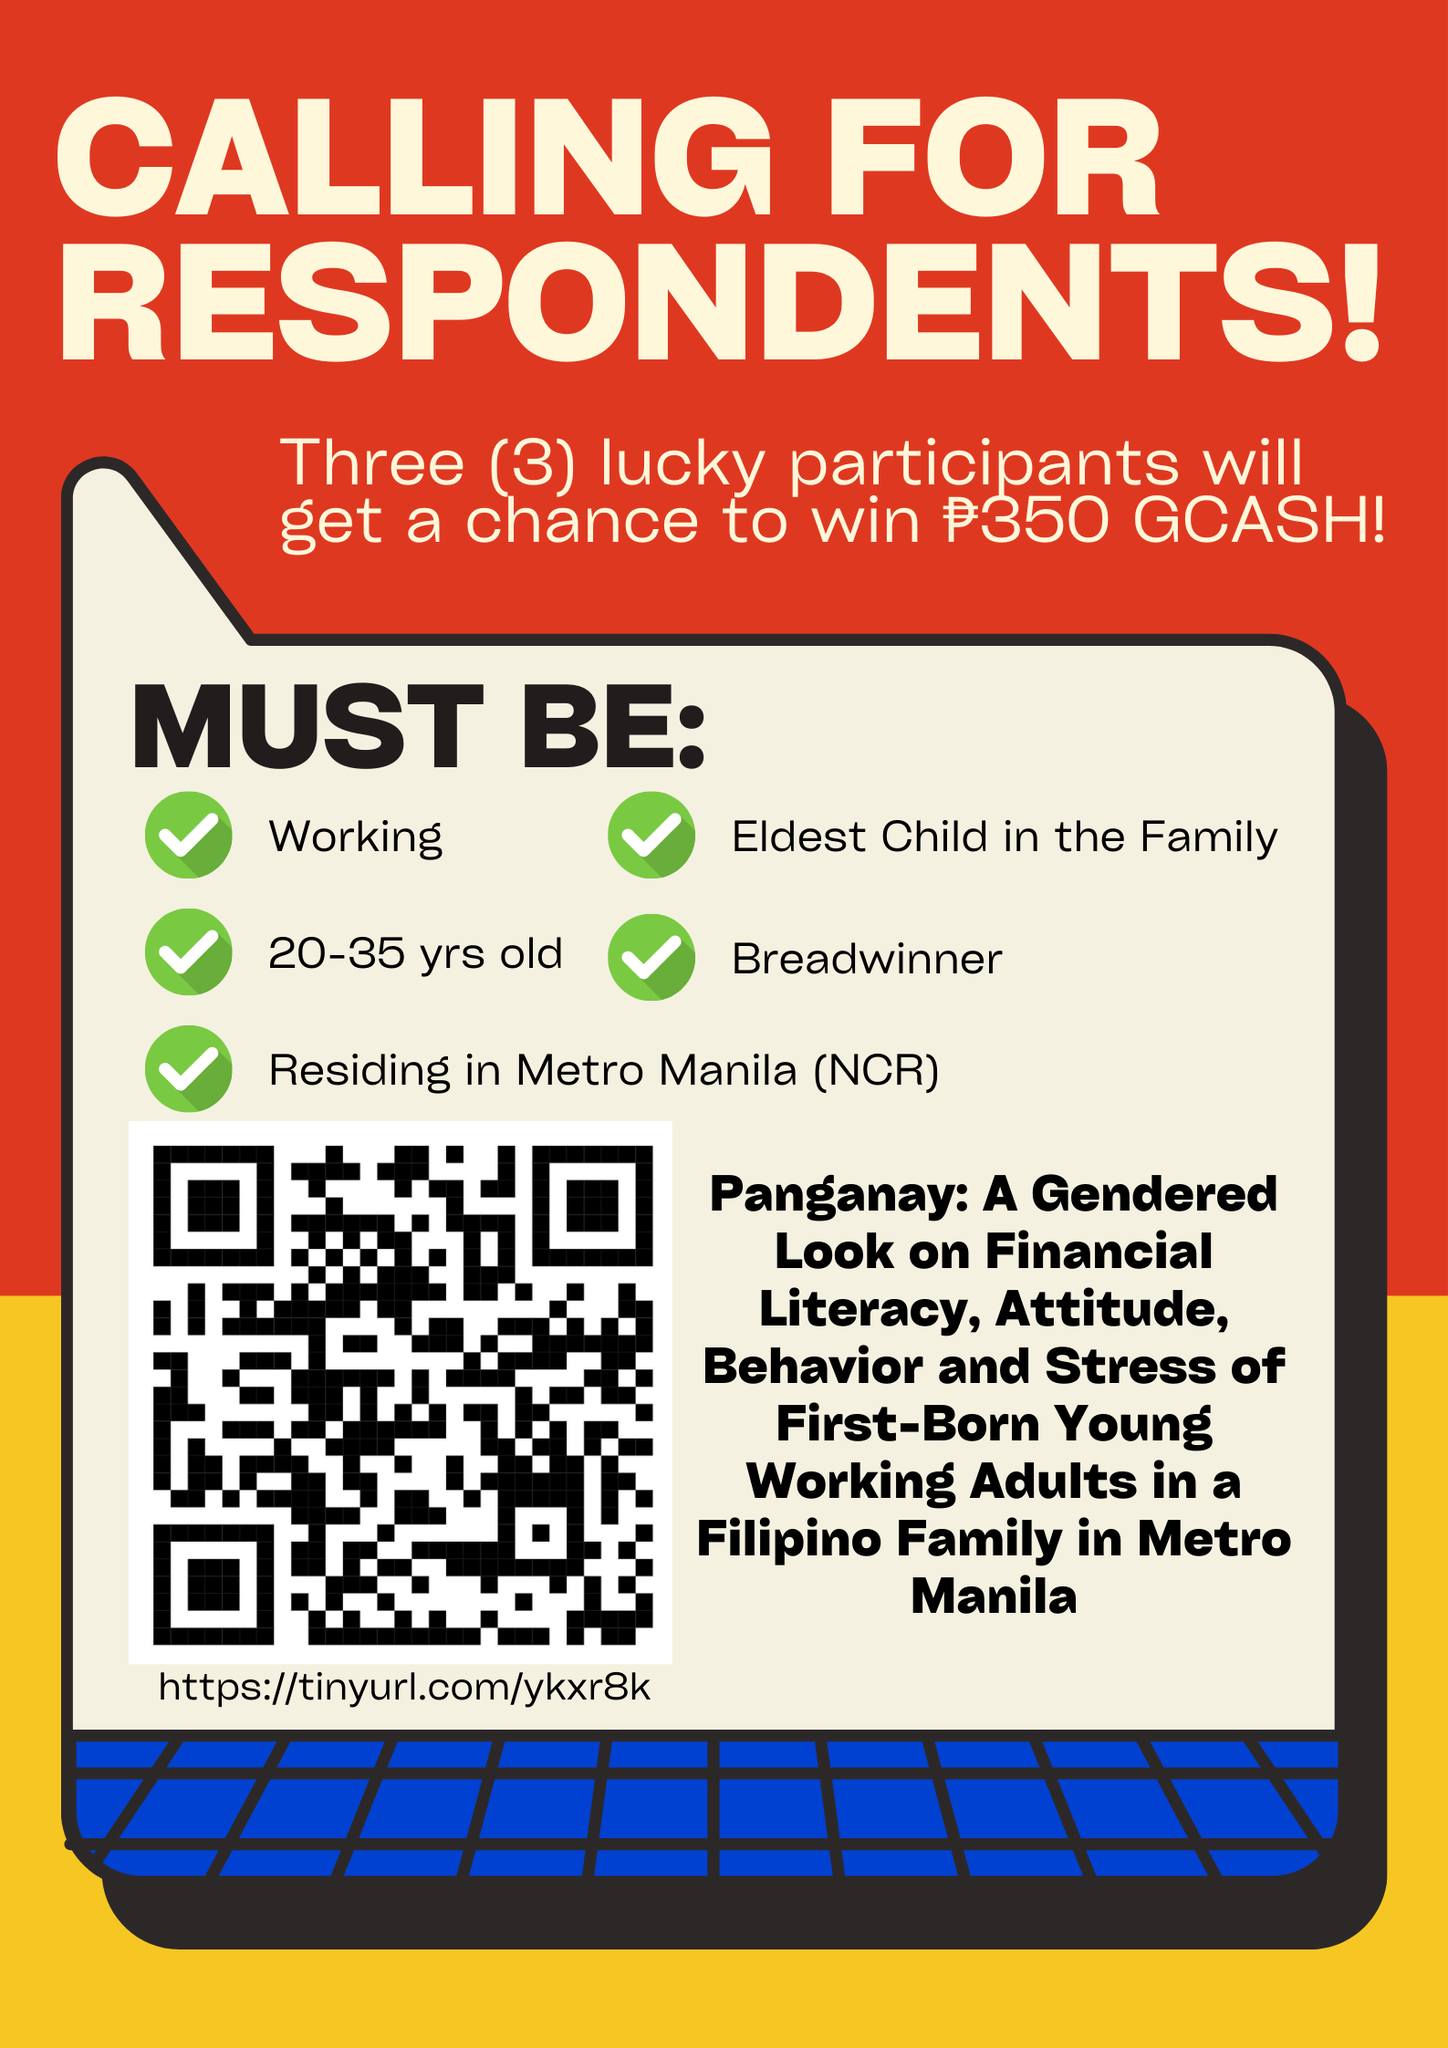 CALLING FOR
RESPONDENTS!
Three (3) lucky participants will
get a chance to win ₱350 GCASH!
MUST BE:
Working
Eldest Child in the Family
20-35 yrs old
Breadwinner
Residing in Metro Manila (NCR)
Panganay: A Gendered
Look on Financial
Literacy, Attitude,
Behavior and Stress of
First-Born Young
Working Adults in a
Filipino Family in Metro
Manila
https://tinyurl.com/ykxr8k